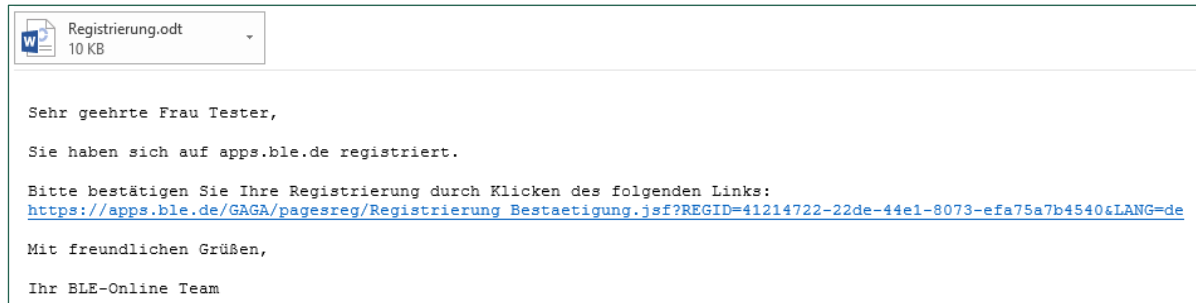 Registrierung.odt
10 KB
Sehr geehrte Frau Tester,
Sie haben sich auf apps.ble.de registriert.
Bitte bestätigen Sie Ihre Registrierung durch Klicken des folgenden Links:
https://apps.ble.de/GAGA/pagesreg/Registrierung_Bestaetigung.jsf?REGID=41214722-22de-44e1-8073-efa75a7b4540&LANG=de
Mit freundlichen Grüßen,
Ihr BLE-Online Team